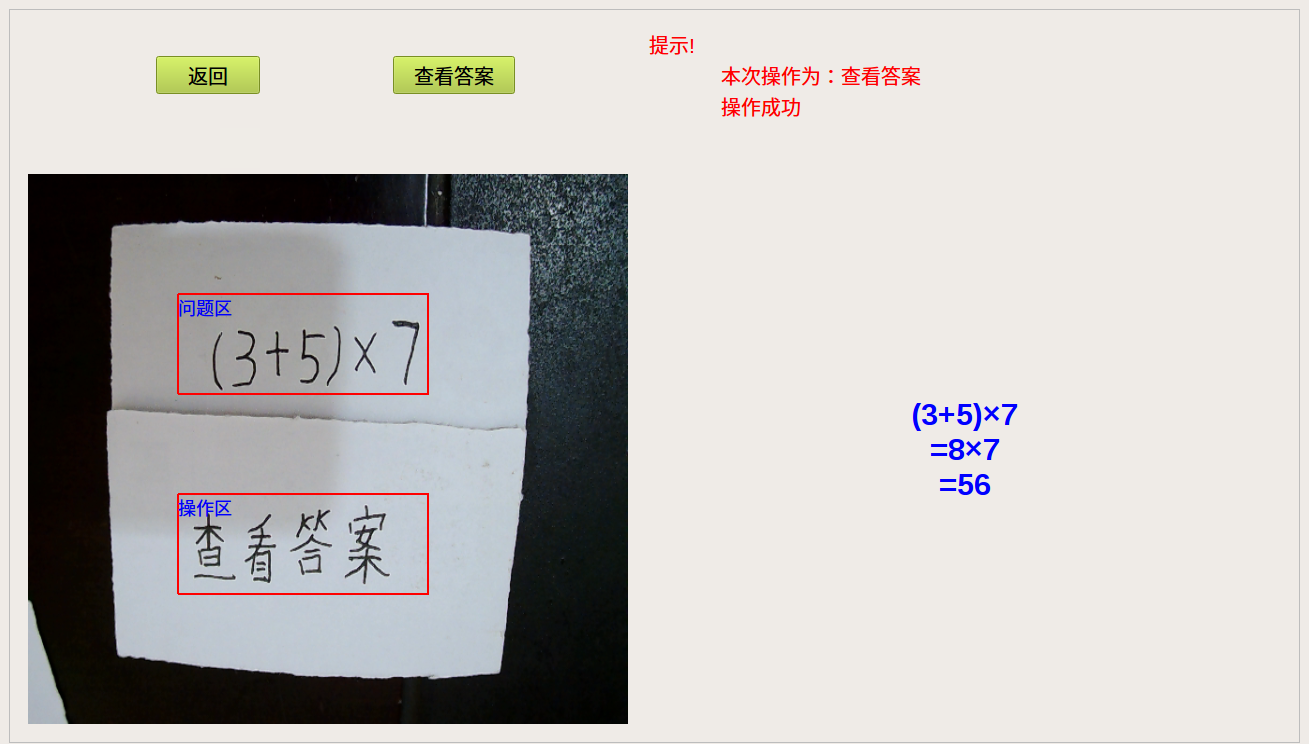 返回
查看答案
提示!
本次操作为：查看答案
操作成功
问题区
(3+5)×7
操作区
查看答案
(3+5)×7
=8×7
=56